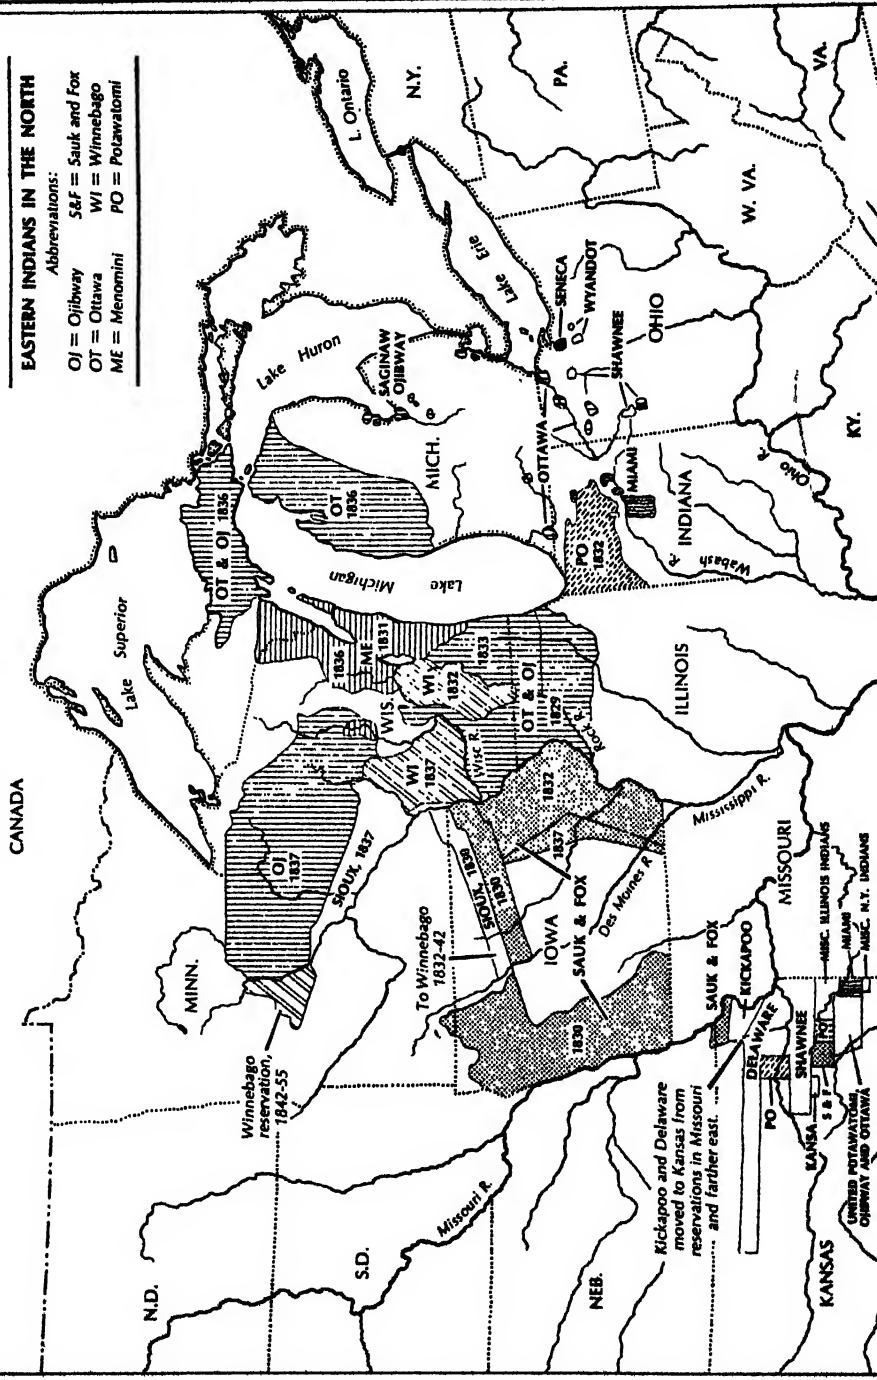 EASTERN INDIANS IN THE NORTH
Abbreviations:
OJ = Ojibway S&F = Sauk and Fox
OT = Ottawa WI = Winnebago
ME = Menomini PO = Potawatomi
CANADA
Lake Superior
L. Ontario
N.Y.
Lake Huron
Lake Erie
PA.
VA.
W. VA.
OT & OJ 1836
OT
1836
SAGINAW
OJIBWAY
MICH.
Lake Michigan
OTTAWA
SENECA
WYANDOT
SHAWNEE
OHIO
MIAMI
PO
1832
INDIANA
Wabash R.
Ohio R.
KY.
MINN.
OJ
1837
SIOUX, 1837
WIS.
1836
ME
1831
WI
1832
1833
WI
1837
Wisc. R.
OT & OJ
1829
Rock R.
ILLINOIS
Winnebago
reservation,
1842-55
To Winnebago
1832-42
SIOUX, 1830
1830
1832
1837
IOWA
SAUK & FOX
Des Moines R.
Mississippi R.
1830
N.D.
S.D.
Missouri R.
NEB.
Kickapoo and Delaware
moved to Kansas from
reservations in Missouri
and farther east.
SAUK & FOX
KICKAPOO
DELAWARE
PO
SHAWNEE
KANSA
S & F
PO
UNITED POTAWATOMI,
OJIBWAY AND OTTAWA
KANSAS
MISSOURI
MISC. ILLINOIS INDIANS
MIAMI
MISC. N.Y. INDIANS